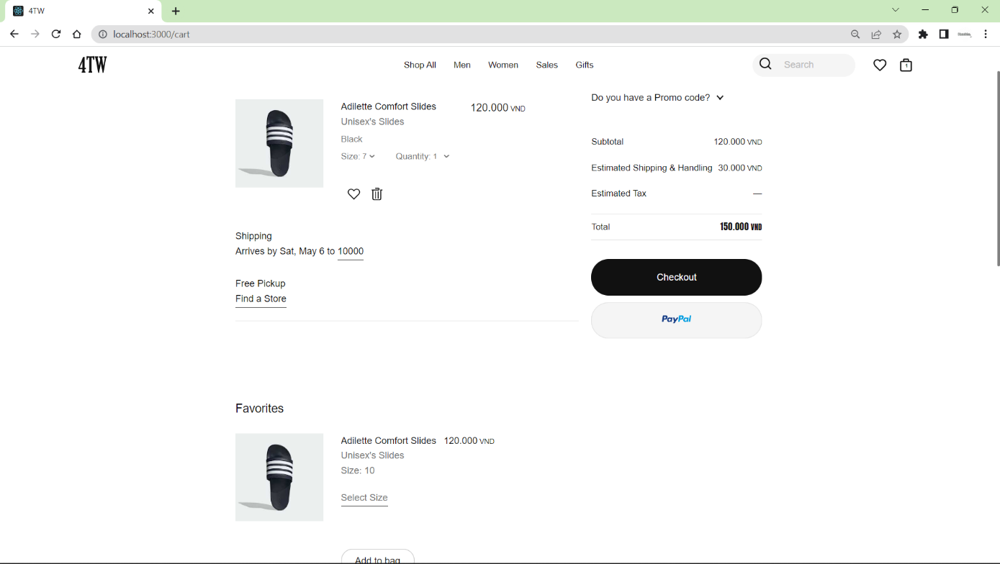 4TW
localhost:3000/cart
4TW
Shop All Men Women Sales Gifts
Search
1
Adilette Comfort Slides 120.000 VND
Unisex's Slides
Black
Size: 7 Quantity: 1
Shipping
Arrives by Sat, May 6 to 10000
Free Pickup
Find a Store
Do you have a Promo code?
Subtotal 120.000 VND
Estimated Shipping & Handling 30.000 VND
Estimated Tax —
Total 150.000 VND
Checkout
PayPal
Favorites
Adilette Comfort Slides 120.000 VND
Unisex's Slides
Size: 10
Select Size
Add to bag